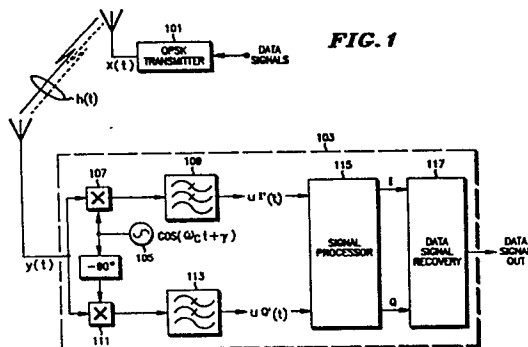 FIG. 1
101
QPSK
TRANSMITTER
DATA
SIGNALS
x(t)
h(t)
103
107
109
115
117
u I'(t)
I
COS(ωc t+γ)
105
SIGNAL
PROCESSOR
DATA
SIGNAL
RECOVERY
DATA
SIGNAL
OUT
y(t)
-90°
113
u Q'(t)
Q
111